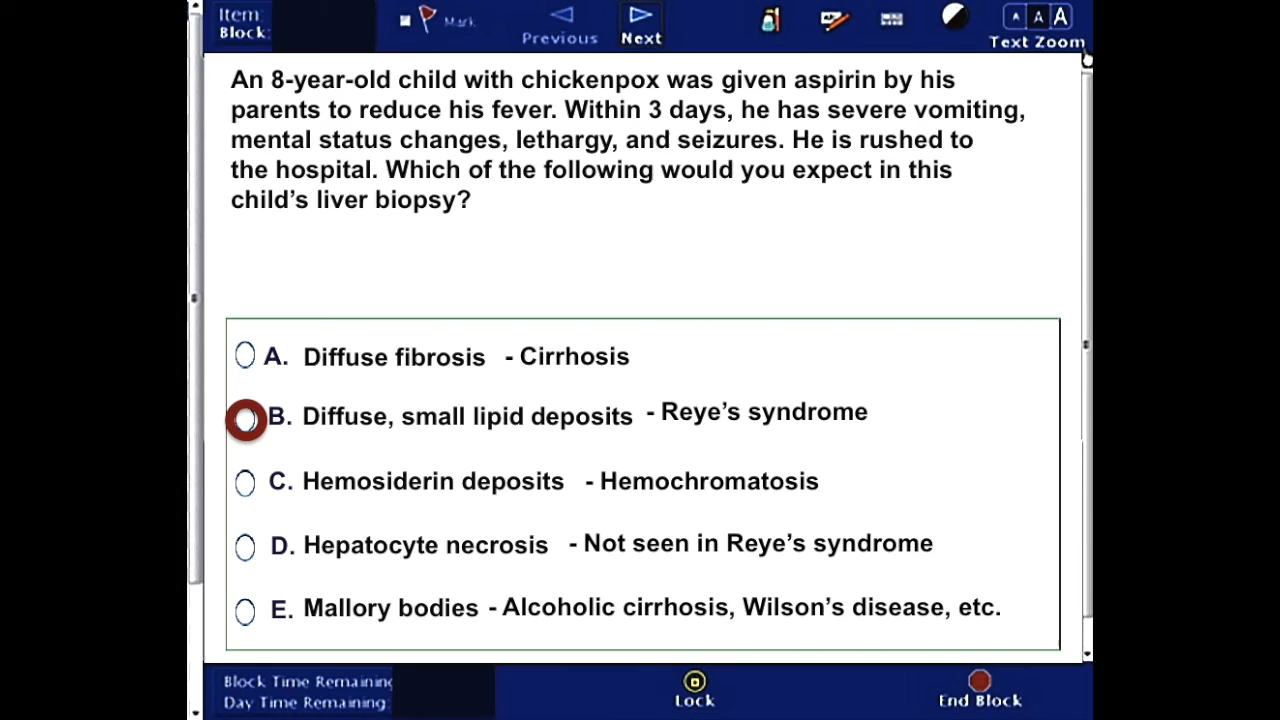 Item:
Block:
Mark
Previous
Next
A A A
Text Zoom
An 8-year-old child with chickenpox was given aspirin by his
parents to reduce his fever. Within 3 days, he has severe vomiting,
mental status changes, lethargy, and seizures. He is rushed to
the hospital. Which of the following would you expect in this
child's liver biopsy?
A. Diffuse fibrosis - Cirrhosis
B. Diffuse, small lipid deposits - Reye's syndrome
C. Hemosiderin deposits - Hemochromatosis
D. Hepatocyte necrosis - Not seen in Reye's syndrome
E. Mallory bodies - Alcoholic cirrhosis, Wilson's disease, etc.
Block Time Remaining
Day Time Remaining:
Lock
End Block